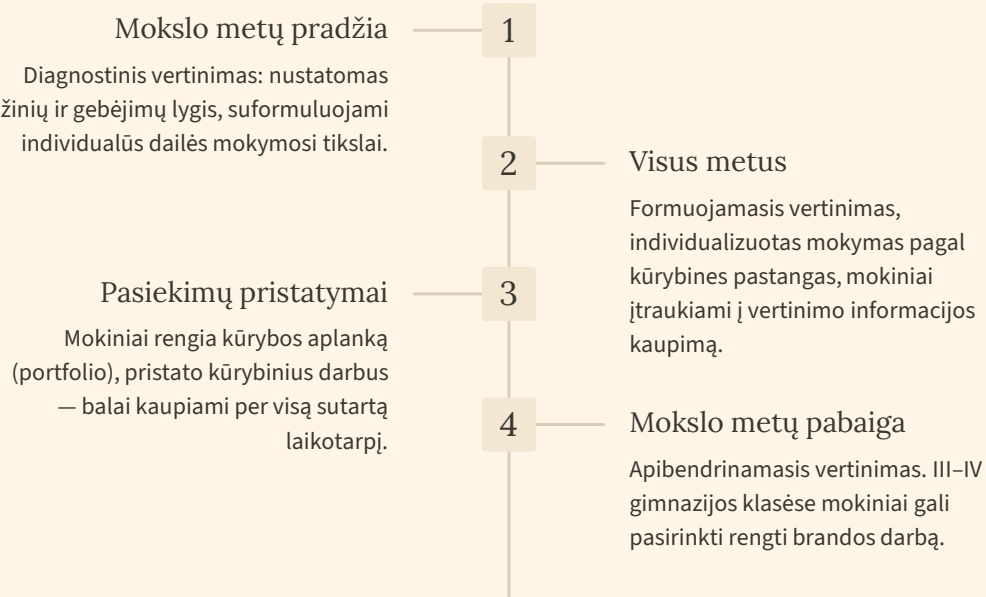 Mokslo metų pradžia
1
Diagnostinis vertinimas: nustatomas
žinių ir gebėjimų lygis, suformuluojami
individualūs dailės mokymosi tikslai.
2
Visus metus
Formuojamasis vertinimas,
individualizuotas mokymas pagal
kūrybines pastangas, mokiniai
įtraukiami į vertinimo informacijos
kaupimą.
Pasiekimų pristatymai
3
Mokiniai rengia kūrybos aplanką
(portfolio), pristato kūrybinius darbus
— balai kaupiami per visą sutartą
laikotarpį.
4
Mokslo metų pabaiga
Apibendrinamasis vertinimas. III–IV
gimnazijos klasėse mokiniai gali
pasirinkti rengti brandos darbą.